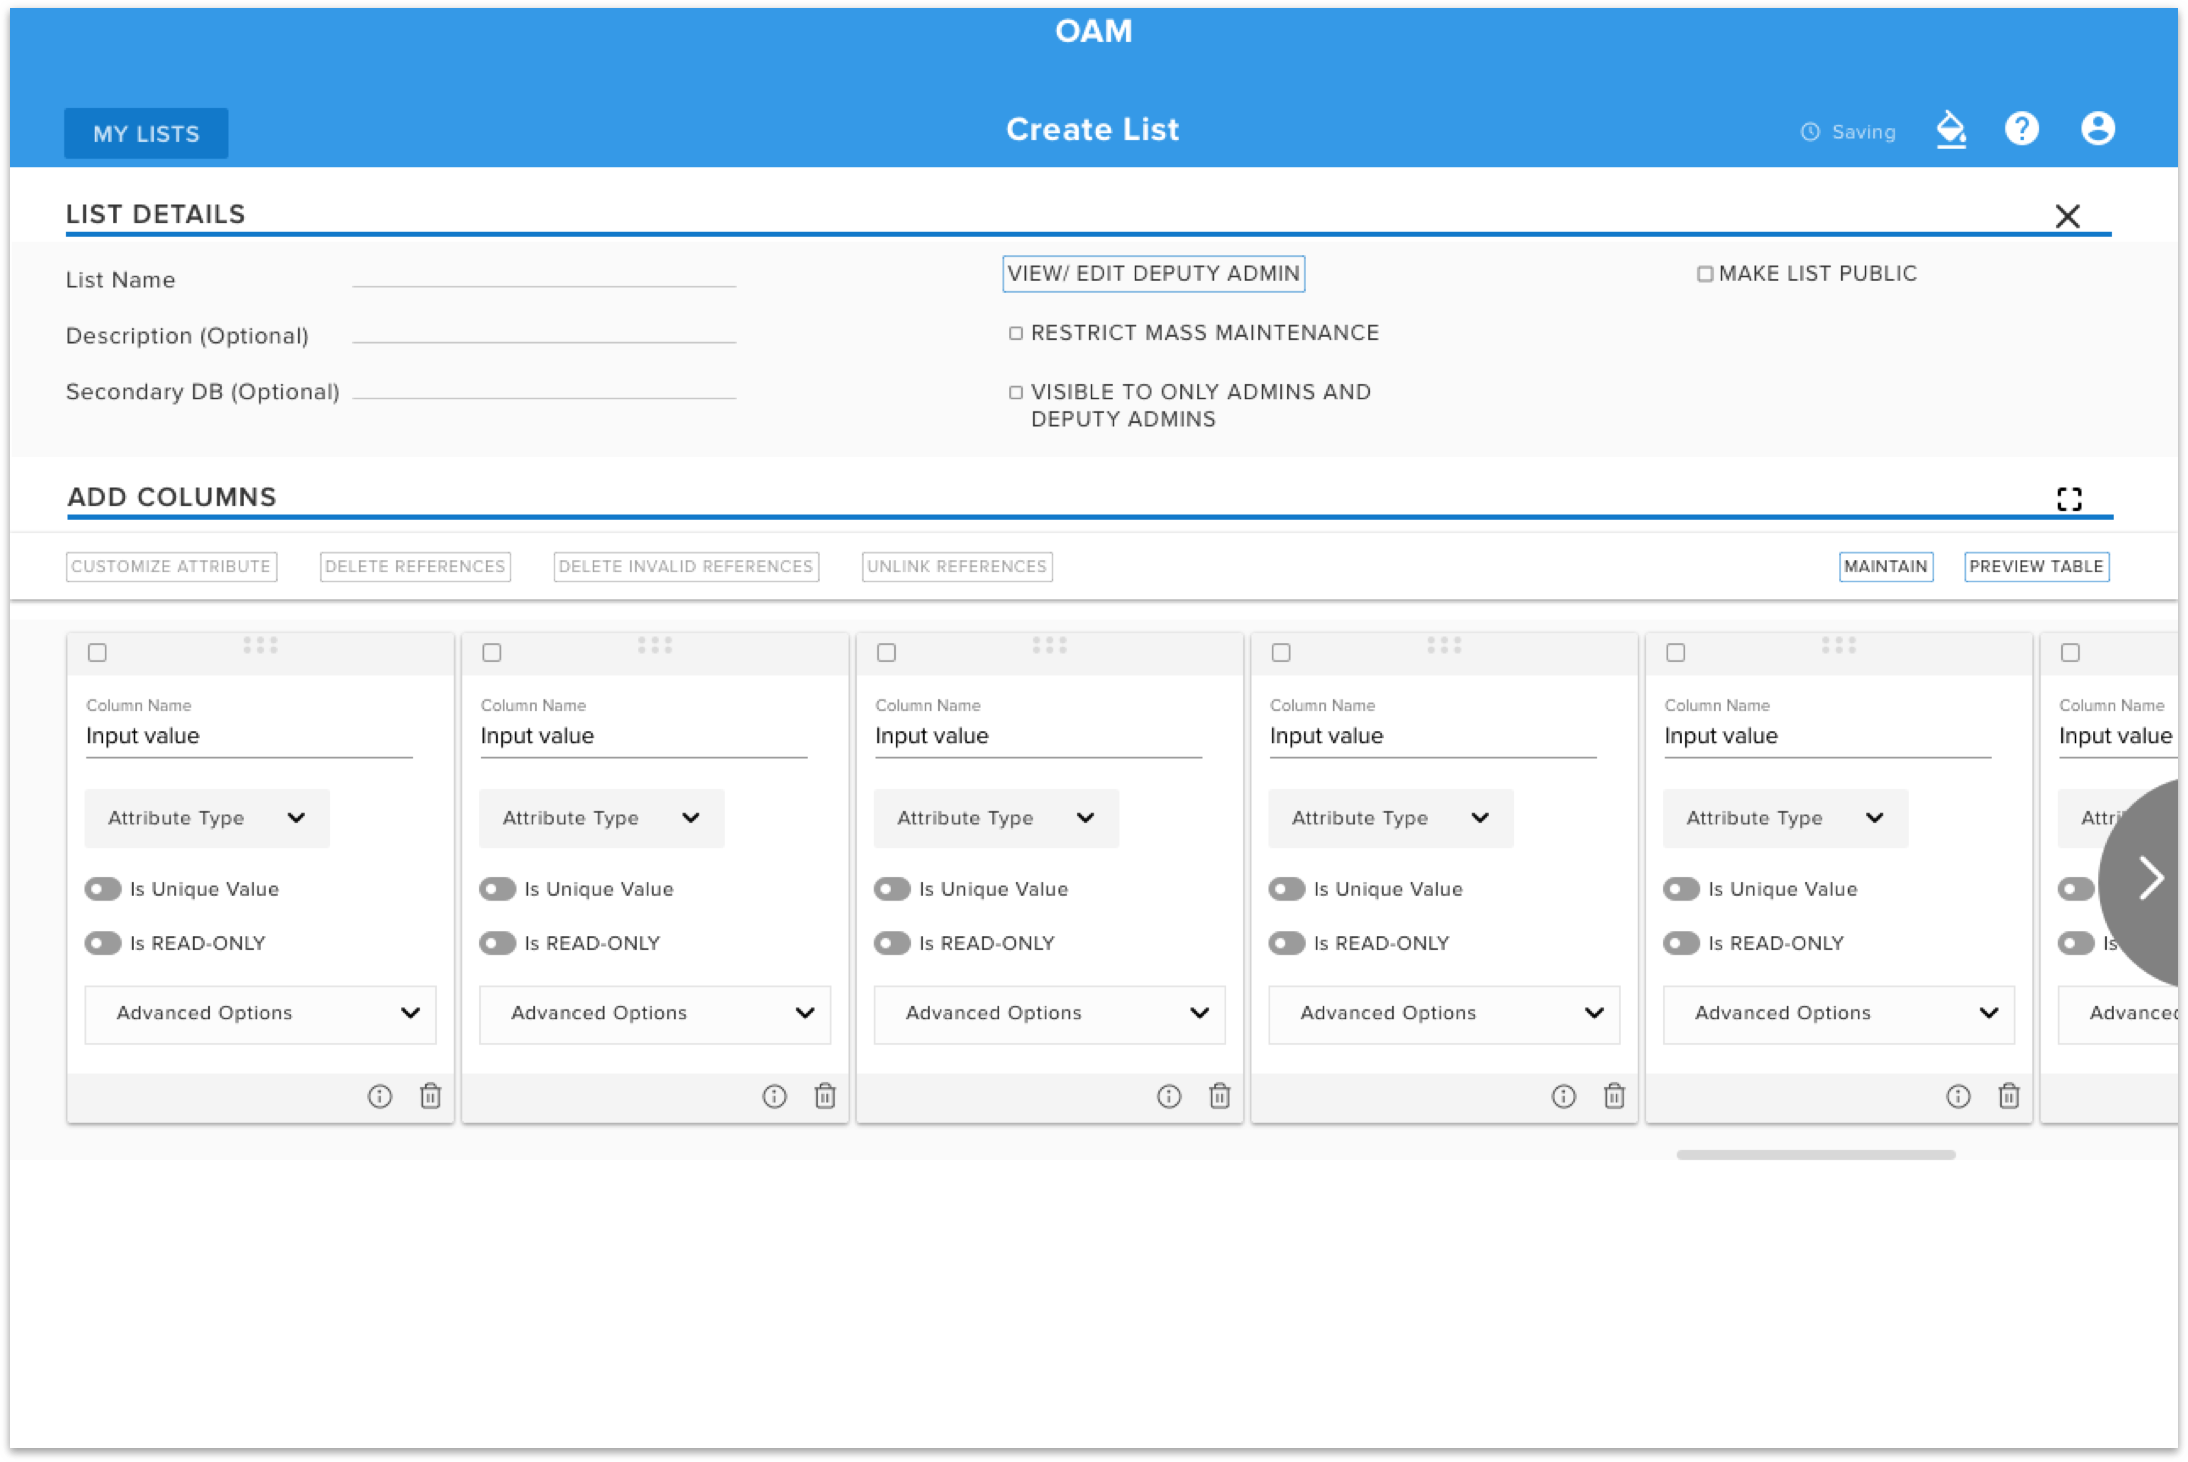 OAM
MY LISTS
Create List
Saving
LIST DETAILS
List Name
VIEW/ EDIT DEPUTY ADMIN
MAKE LIST PUBLIC
Description (Optional)
RESTRICT MASS MAINTENANCE
Secondary DB (Optional)
VISIBLE TO ONLY ADMINS AND
DEPUTY ADMINS
ADD COLUMNS
CUSTOMIZE ATTRIBUTE
DELETE REFERENCES
DELETE INVALID REFERENCES
UNLINK REFERENCES
MAINTAIN
PREVIEW TABLE
Column Name
Input value
Attribute Type
Is Unique Value
Is READ-ONLY
Advanced Options
Column Name
Input value
Attribute Type
Is Unique Value
Is READ-ONLY
Advanced Options
Column Name
Input value
Attribute Type
Is Unique Value
Is READ-ONLY
Advanced Options
Column Name
Input value
Attribute Type
Is Unique Value
Is READ-ONLY
Advanced Options
Column Name
Input value
Attribute Type
Is Unique Value
Is READ-ONLY
Advanced Options
Column Name
Input value
Attri
Is
Advanced